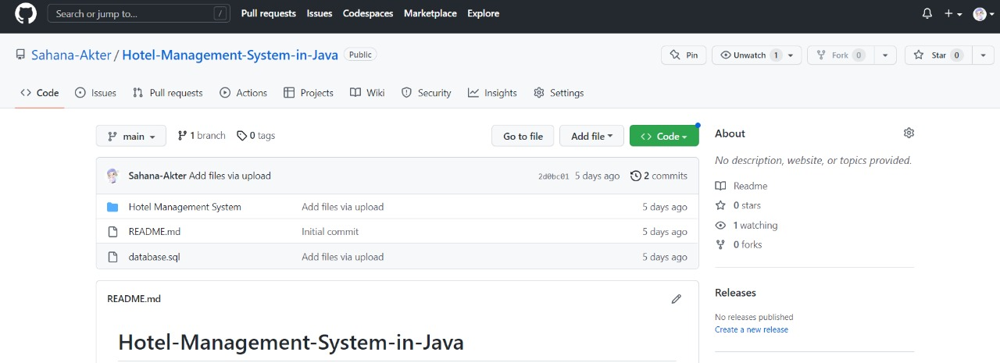 Search or jump to... / Pull requests Issues Codespaces Marketplace Explore
Sahana-Akter / Hotel-Management-System-in-Java Public Pin Unwatch 1 Fork 0 Star 0
Code Issues Pull requests Actions Projects Wiki Security Insights Settings
main 1 branch 0 tags Go to file Add file Code
Sahana-Akter Add files via upload 2d0bc01 5 days ago 2 commits
Hotel Management System Add files via upload 5 days ago
README.md Initial commit 5 days ago
database.sql Add files via upload 5 days ago
README.md
Hotel-Management-System-in-Java
About
No description, website, or topics provided.
Readme
0 stars
1 watching
0 forks
Releases
No releases published
Create a new release